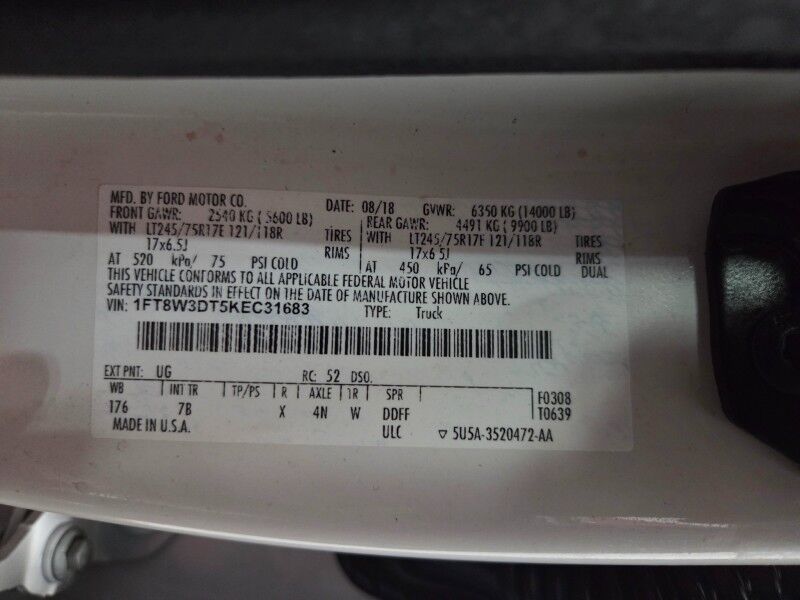 MFD. BY FORD MOTOR CO. DATE: 08/18 GVWR: 6350 KG (14000 LB)
FRONT GAWR: 2540 KG ( 5600 LB) REAR GAWR: 4491 KG ( 9900 LB)
WITH LT245/75R17E 121/118R TIRES WITH LT245/75R17E 121/118R TIRES
17x6.5J RIMS 17x6.5J RIMS
AT 520 kPa/ 75 PSI COLD AT 450 kPa/ 65 PSI COLD DUAL
THIS VEHICLE CONFORMS TO ALL APPLICABLE FEDERAL MOTOR VEHICLE
SAFETY STANDARDS IN EFFECT ON THE DATE OF MANUFACTURE SHOWN ABOVE.
VIN: 1FT8W3DT5KEC31683 TYPE: Truck
EXT PNT: UG RC: 52 DSO:
WB INT TR TP/PS R AXLE TR SPR F0308
176 7B X 4N W DDFF T0639
MADE IN U.S.A. ULC ▽ 5U5A-3520472-AA